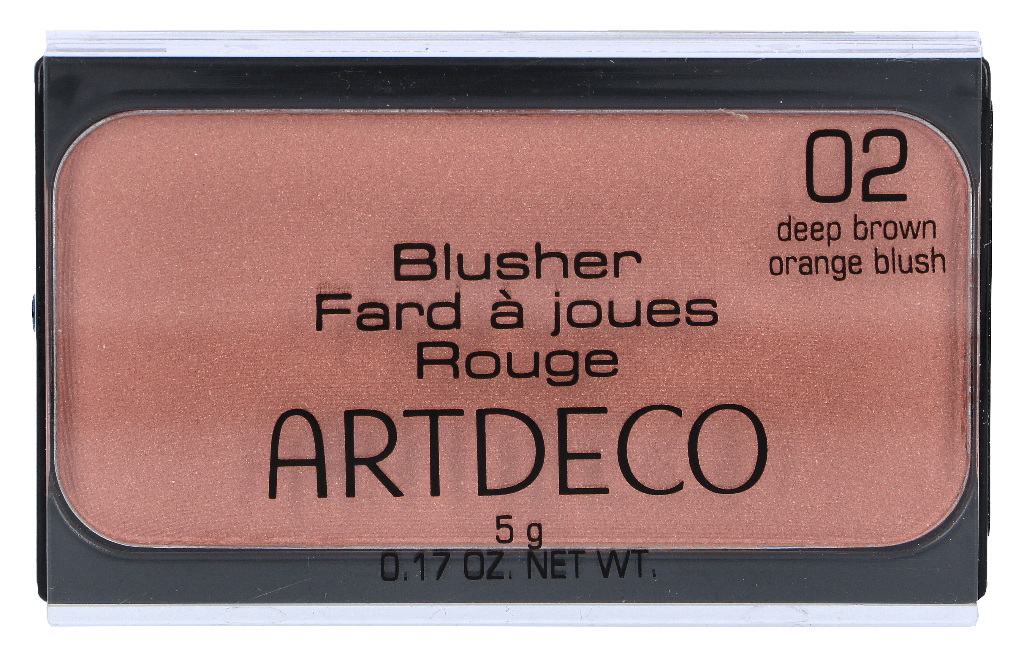 02
deep brown
orange blush
Blusher
Fard à joues
Rouge
ARTDECO
5 g
0.17 OZ. NET WT.